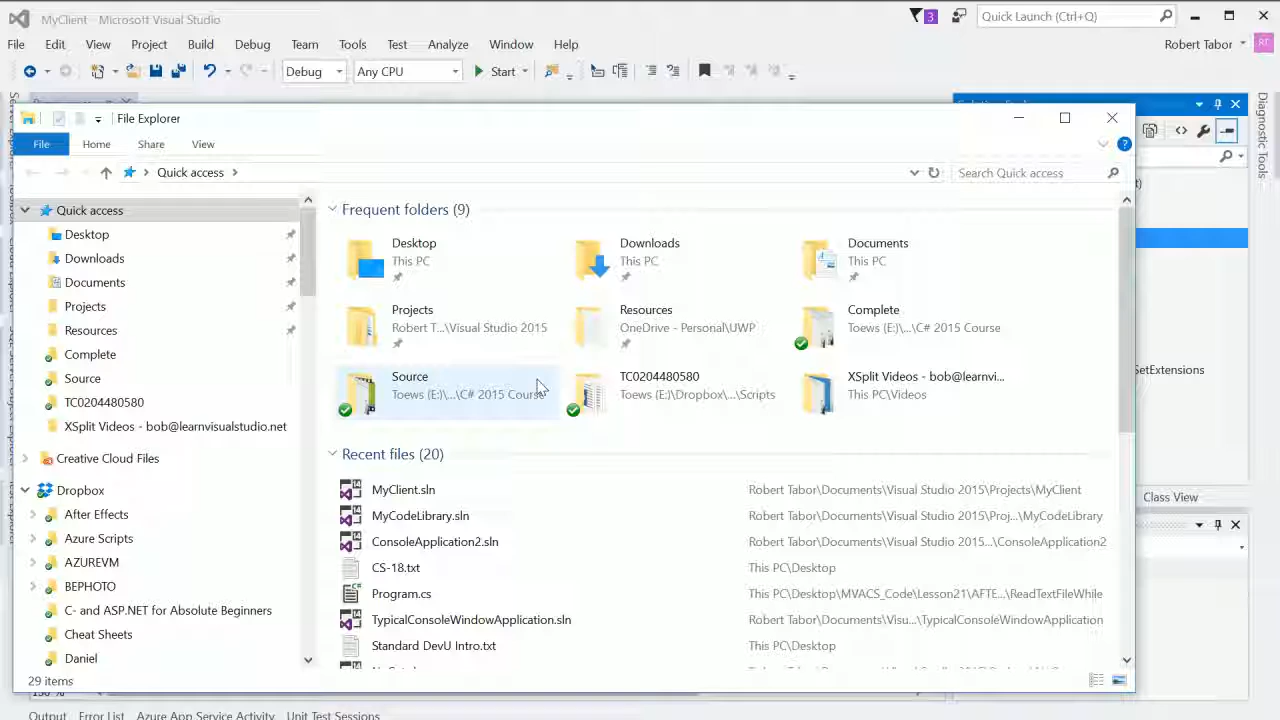 MyClient - Microsoft Visual Studio
3
Quick Launch (Ctrl+Q)
File Edit View Project Build Debug Team Tools Test Analyze Window Help
Robert Tabor
RT
Debug Any CPU Start
File Explorer
File Home Share View
Quick access
Search Quick access
Diagnostic Tools
Quick access
Desktop
Downloads
Documents
Projects
Resources
Complete
Source
TC0204480580
XSplit Videos - bob@learnvisualstudio.net
Creative Cloud Files
Dropbox
After Effects
Azure Scripts
AZUREVM
BEPHOTO
C- and ASP.NET for Absolute Beginners
Cheat Sheets
Daniel
Frequent folders (9)
Desktop
This PC
Downloads
This PC
Documents
This PC
Projects
Robert T...\Visual Studio 2015
Resources
OneDrive - Personal\UWP
Complete
Toews (E:)\...\C# 2015 Course
Source
Toews (E:)\...\C# 2015 Course
TC0204480580
Toews (E:)\Dropbox\...\Scripts
XSplit Videos - bob@learnvi...
This PC\Videos
Recent files (20)
MyClient.sln Robert Tabor\Documents\Visual Studio 2015\Projects\MyClient
MyCodeLibrary.sln Robert Tabor\Documents\Visual Studio 2015\Proj...\MyCodeLibrary
ConsoleApplication2.sln Robert Tabor\Documents\Visual Studio 2015...\ConsoleApplication2
CS-18.txt This PC\Desktop
Program.cs This PC\Desktop\MVACS_Code\Lesson21\AFTE...\ReadTextFileWhile
TypicalConsoleWindowApplication.sln Robert Tabor\Documents\Visu...\TypicalConsoleWindowApplication
Standard DevU Intro.txt This PC\Desktop
29 items
SetExtensions
Class View
Output Error List Azure App Service Activity Unit Test Sessions